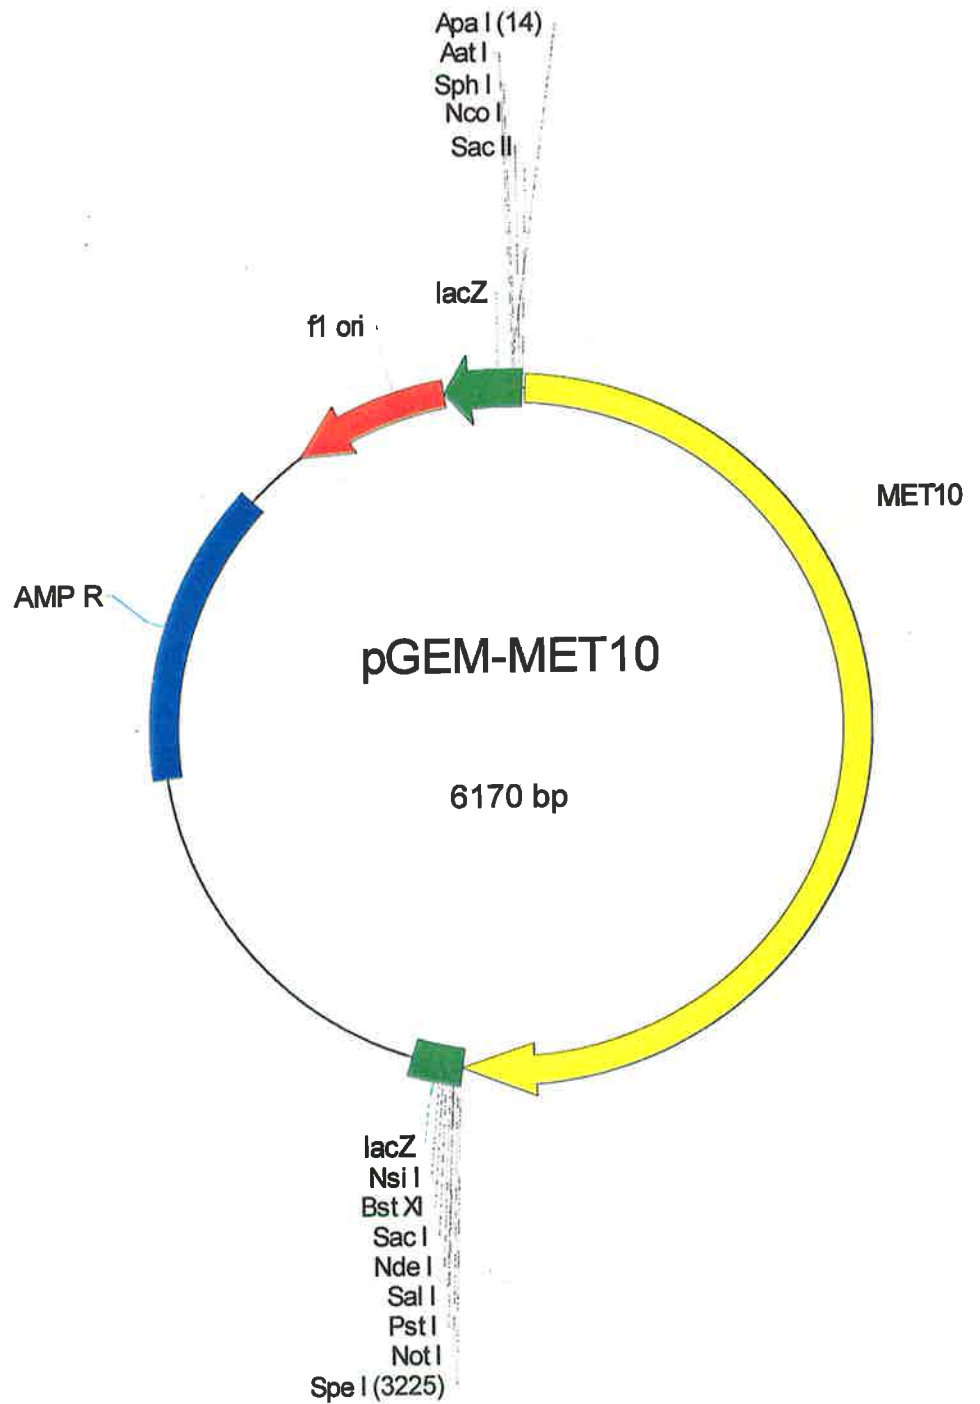 Apa I (14)
Aat I
Sph I
Nco I
Sac II
lacZ
f1 ori
MET10
AMP R
pGEM-MET10
6170 bp
lacZ
Nsi I
Bst XI
Sac I
Nde I
Sal I
Pst I
Not I
Spe I (3225)